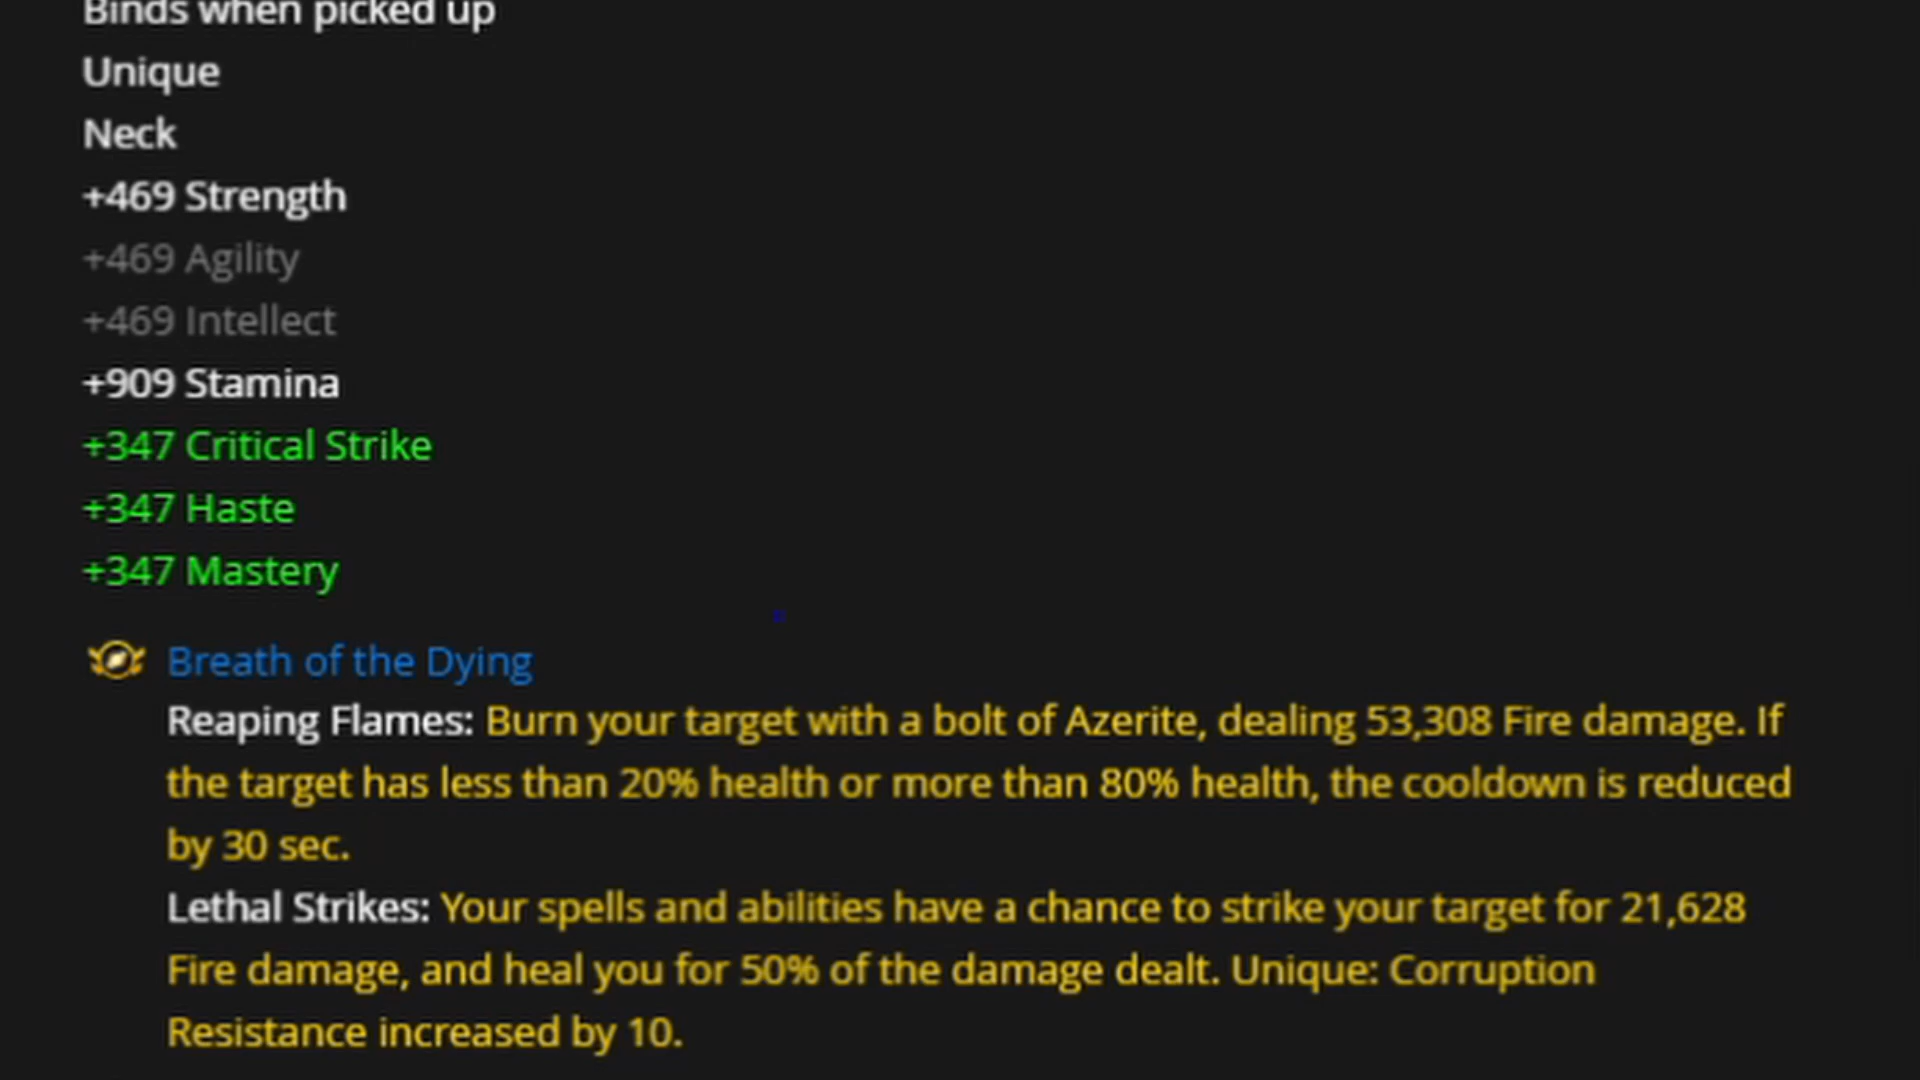 Binds when picked up
Unique
Neck
+469 Strength
+469 Agility
+469 Intellect
+909 Stamina
+347 Critical Strike
+347 Haste
+347 Mastery
Breath of the Dying
Reaping Flames: Burn your target with a bolt of Azerite, dealing 53,308 Fire damage. If
the target has less than 20% health or more than 80% health, the cooldown is reduced
by 30 sec.
Lethal Strikes: Your spells and abilities have a chance to strike your target for 21,628
Fire damage, and heal you for 50% of the damage dealt. Unique: Corruption
Resistance increased by 10.